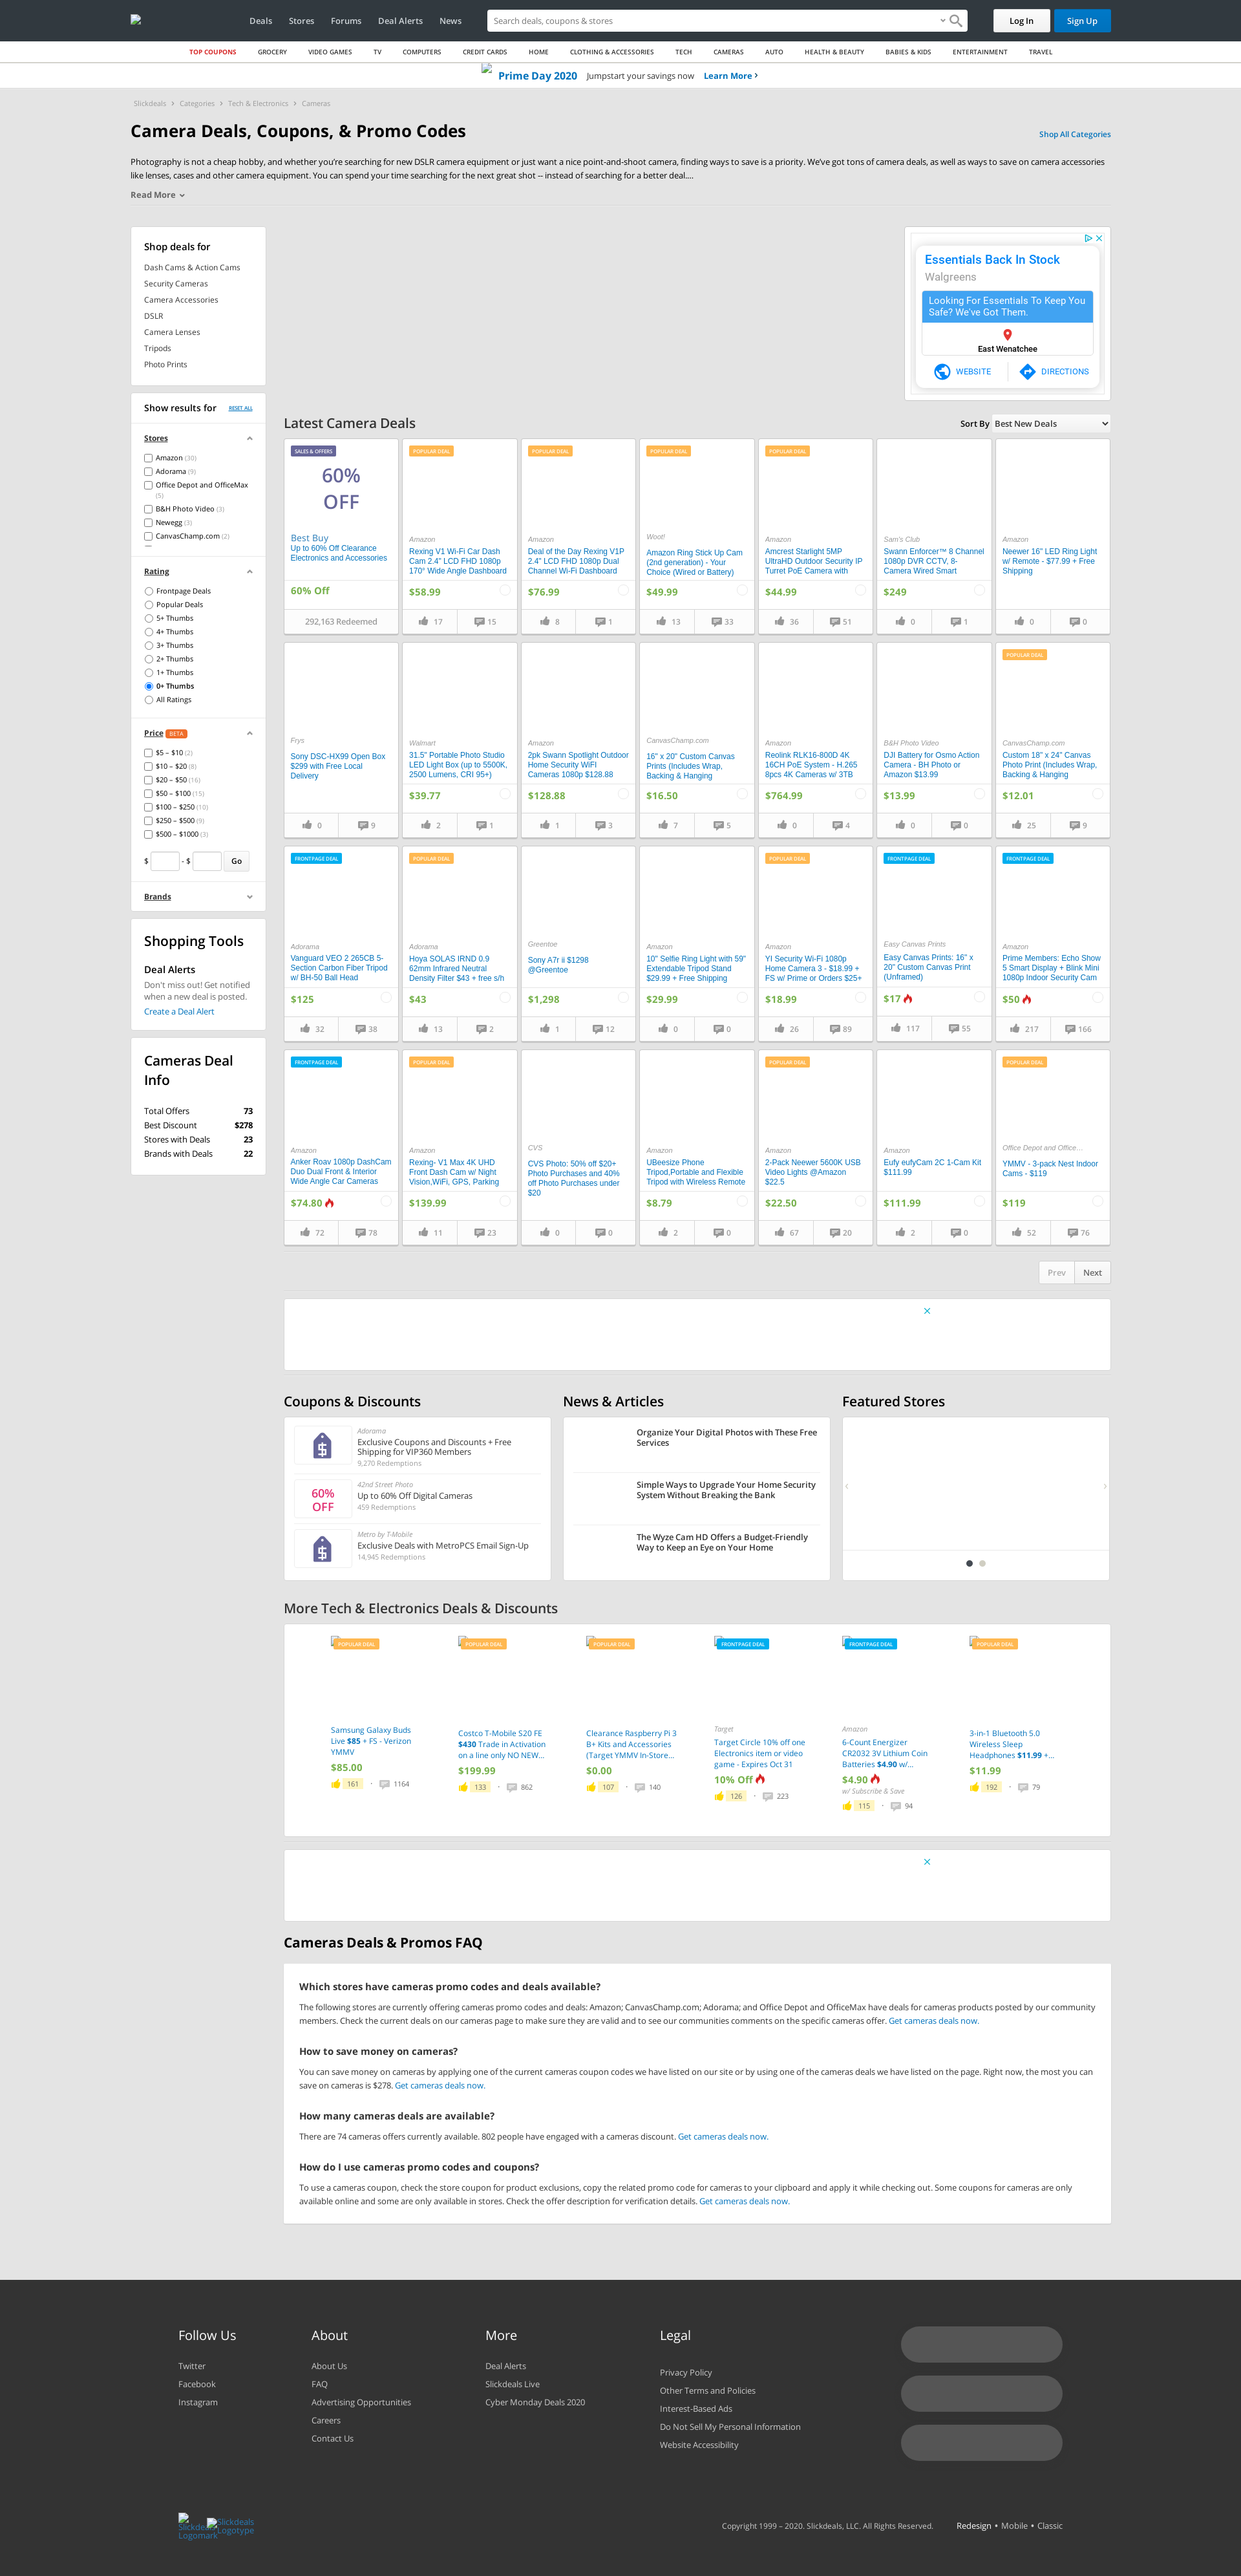 Deals Stores Forums Deal Alerts News
Search deals, coupons & stores
Log In
Sign Up
TOP COUPONS GROCERY VIDEO GAMES TV COMPUTERS CREDIT CARDS HOME CLOTHING & ACCESSORIES TECH CAMERAS AUTO HEALTH & BEAUTY BABIES & KIDS ENTERTAINMENT TRAVEL
Prime Day 2020 Jumpstart your savings now Learn More
Slickdeals > Categories > Tech & Electronics > Cameras
Camera Deals, Coupons, & Promo Codes
Shop All Categories
Photography is not a cheap hobby, and whether you're searching for new DSLR camera equipment or just want a nice point-and-shoot camera, finding ways to save is a priority. We've got tons of camera deals, as well as ways to save on camera accessories
like lenses, cases and other camera equipment. You can spend your time searching for the next great shot -- instead of searching for a better deal....
Read More
Shop deals for
Dash Cams & Action Cams
Security Cameras
Camera Accessories
DSLR
Camera Lenses
Tripods
Photo Prints
Essentials Back In Stock
Walgreens
Looking For Essentials To Keep You
Safe? We've Got Them.
East Wenatchee
WEBSITE
DIRECTIONS
Show results for
RESET ALL
Stores
Amazon (30)
Adorama (9)
Office Depot and OfficeMax
(5)
B&H Photo Video (3)
Newegg (3)
CanvasChamp.com (2)
Rating
Frontpage Deals
Popular Deals
5+ Thumbs
4+ Thumbs
3+ Thumbs
2+ Thumbs
1+ Thumbs
0+ Thumbs
All Ratings
Price BETA
$5 – $10 (2)
$10 – $20 (8)
$20 – $50 (16)
$50 – $100 (15)
$100 – $250 (10)
$250 – $500 (9)
$500 – $1000 (3)
$ - $ Go
Brands
Shopping Tools
Deal Alerts
Don't miss out! Get notified
when a new deal is posted.
Create a Deal Alert
Cameras Deal
Info
Total Offers 73
Best Discount $278
Stores with Deals 23
Brands with Deals 22
Latest Camera Deals
Sort By Best New Deals
SALES & OFFERS
60%
OFF
Best Buy
Up to 60% Off Clearance
Electronics and Accessories
60% Off
292,163 Redeemed
POPULAR DEAL
Amazon
Rexing V1 Wi-Fi Car Dash
Cam 2.4" LCD FHD 1080p
170° Wide Angle Dashboard
$58.99
17 15
POPULAR DEAL
Amazon
Deal of the Day Rexing V1P
2.4" LCD FHD 1080p Dual
Channel Wi-Fi Dashboard
$76.99
8 1
POPULAR DEAL
Woot!
Amazon Ring Stick Up Cam
(2nd generation) - Your
Choice (Wired or Battery)
$49.99
13 33
POPULAR DEAL
Amazon
Amcrest Starlight 5MP
UltraHD Outdoor Security IP
Turret PoE Camera with
$44.99
36 51
Sam's Club
Swann Enforcer™ 8 Channel
1080p DVR CCTV, 8-
Camera Wired Smart
$249
0 1
Amazon
Neewer 16" LED Ring Light
w/ Remote - $77.99 + Free
Shipping
0 0
Frys
Sony DSC-HX99 Open Box
$299 with Free Local
Delivery
0 9
Walmart
31.5" Portable Photo Studio
LED Light Box (up to 5500K,
2500 Lumens, CRI 95+)
$39.77
2 1
Amazon
2pk Swann Spotlight Outdoor
Home Security WiFI
Cameras 1080p $128.88
$128.88
1 3
CanvasChamp.com
16" x 20" Custom Canvas
Prints (Includes Wrap,
Backing & Hanging
$16.50
7 5
Amazon
Reolink RLK16-800D 4K
16CH PoE System - H.265
8pcs 4K Cameras w/ 3TB
$764.99
0 4
B&H Photo Video
DJI Battery for Osmo Action
Camera - BH Photo or
Amazon $13.99
$13.99
0 0
POPULAR DEAL
CanvasChamp.com
Custom 18" x 24" Canvas
Photo Print (Includes Wrap,
Backing & Hanging
$12.01
25 9
FRONTPAGE DEAL
Adorama
Vanguard VEO 2 265CB 5-
Section Carbon Fiber Tripod
w/ BH-50 Ball Head
$125
32 38
POPULAR DEAL
Adorama
Hoya SOLAS IRND 0.9
62mm Infrared Neutral
Density Filter $43 + free s/h
$43
13 2
Greentoe
Sony A7r ii $1298
@Greentoe
$1,298
1 12
Amazon
10" Selfie Ring Light with 59"
Extendable Tripod Stand
$29.99 + Free Shipping
$29.99
0 0
POPULAR DEAL
Amazon
YI Security Wi-Fi 1080p
Home Camera 3 - $18.99 +
FS w/ Prime or Orders $25+
$18.99
26 89
FRONTPAGE DEAL
Easy Canvas Prints
Easy Canvas Prints: 16" x
20" Custom Canvas Print
(Unframed)
$17
117 55
FRONTPAGE DEAL
Amazon
Prime Members: Echo Show
5 Smart Display + Blink Mini
1080p Indoor Security Cam
$50
217 166
FRONTPAGE DEAL
Amazon
Anker Roav 1080p DashCam
Duo Dual Front & Interior
Wide Angle Car Cameras
$74.80
72 78
POPULAR DEAL
Amazon
Rexing- V1 Max 4K UHD
Front Dash Cam w/ Night
Vision,WiFi, GPS, Parking
$139.99
11 23
CVS
CVS Photo: 50% off $20+
Photo Purchases and 40%
off Photo Purchases under
$20
0 0
Amazon
UBeesize Phone
Tripod,Portable and Flexible
Tripod with Wireless Remote
$8.79
2 0
POPULAR DEAL
Amazon
2-Pack Neewer 5600K USB
Video Lights @Amazon
$22.5
$22.50
67 20
Amazon
Eufy eufyCam 2C 1-Cam Kit
$111.99
$111.99
2 0
POPULAR DEAL
Office Depot and Office...
YMMV - 3-pack Nest Indoor
Cams - $119
$119
52 76
Prev Next
Coupons & Discounts
Adorama
Exclusive Coupons and Discounts + Free
Shipping for VIP360 Members
9,270 Redemptions
60%
OFF
42nd Street Photo
Up to 60% Off Digital Cameras
459 Redemptions
Metro by T-Mobile
Exclusive Deals with MetroPCS Email Sign-Up
14,945 Redemptions
News & Articles
Organize Your Digital Photos with These Free
Services
Simple Ways to Upgrade Your Home Security
System Without Breaking the Bank
The Wyze Cam HD Offers a Budget-Friendly
Way to Keep an Eye on Your Home
Featured Stores
More Tech & Electronics Deals & Discounts
POPULAR DEAL
Samsung Galaxy Buds
Live $85 + FS - Verizon
YMMV
$85.00
161 · 1164
POPULAR DEAL
Costco T-Mobile S20 FE
$430 Trade in Activation
on a line only NO NEW...
$199.99
133 · 862
POPULAR DEAL
Clearance Raspberry Pi 3
B+ Kits and Accessories
(Target YMMV In-Store...
$0.00
107 · 140
FRONTPAGE DEAL
Target
Target Circle 10% off one
Electronics item or video
game - Expires Oct 31
10% Off
126 · 223
FRONTPAGE DEAL
Amazon
6-Count Energizer
CR2032 3V Lithium Coin
Batteries $4.90 w/...
$4.90
w/ Subscribe & Save
115 · 94
POPULAR DEAL
3-in-1 Bluetooth 5.0
Wireless Sleep
Headphones $11.99 +...
$11.99
192 · 79
Cameras Deals & Promos FAQ
Which stores have cameras promo codes and deals available?
The following stores are currently offering cameras promo codes and deals: Amazon; CanvasChamp.com; Adorama; and Office Depot and OfficeMax have deals for cameras products posted by our community
members. Check the current deals on our cameras page to make sure they are valid and to see our communities comments on the specific cameras offer. Get cameras deals now.
How to save money on cameras?
You can save money on cameras by applying one of the current cameras coupon codes we have listed on our site or by using one of the cameras deals we have listed on the page. Right now, the most you can
save on cameras is $278. Get cameras deals now.
How many cameras deals are available?
There are 74 cameras offers currently available. 802 people have engaged with a cameras discount. Get cameras deals now.
How do I use cameras promo codes and coupons?
To use a cameras coupon, check the store coupon for product exclusions, copy the related promo code for cameras to your clipboard and apply it while checking out. Some coupons for cameras are only
available online and some are only available in stores. Check the offer description for verification details. Get cameras deals now.
Follow Us
Twitter
Facebook
Instagram
About
About Us
FAQ
Advertising Opportunities
Careers
Contact Us
More
Deal Alerts
Slickdeals Live
Cyber Monday Deals 2020
Legal
Privacy Policy
Other Terms and Policies
Interest-Based Ads
Do Not Sell My Personal Information
Website Accessibility
Slickdeals
Logomark
Slickdeals
Logotype
Copyright 1999 – 2020. Slickdeals, LLC. All Rights Reserved.
Redesign • Mobile • Classic